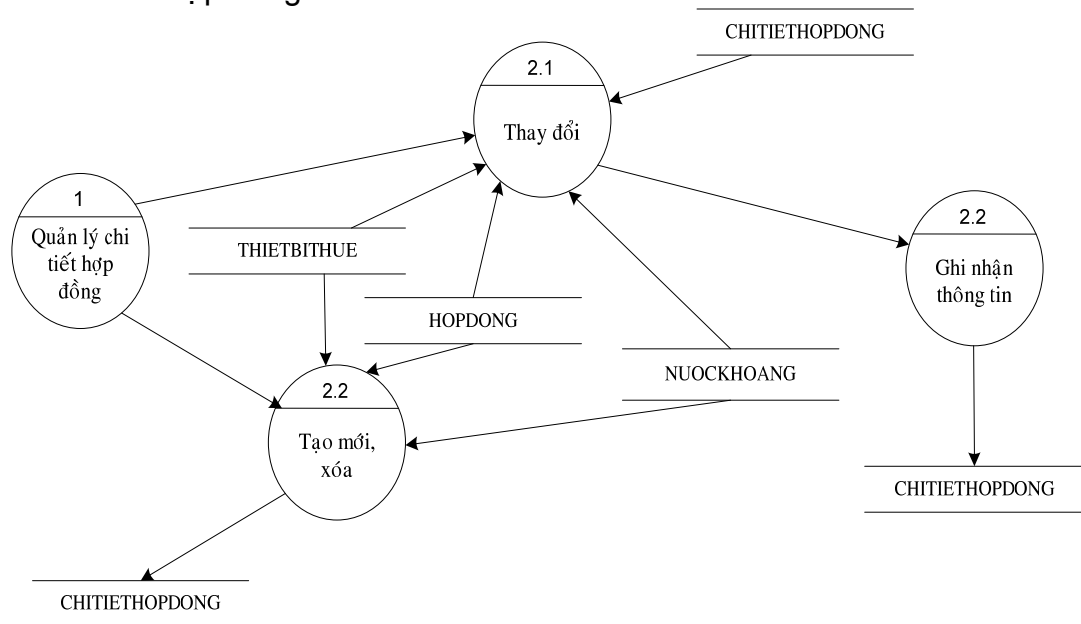 CHITIETHOPDONG
2.1
Thay đổi
1
Quản lý chi
tiết hợp
đồng
THIETBITHUE
HOPDONG
NUOCKHOANG
2.2
Ghi nhận
thông tin
2.2
Tạo mới,
xóa
CHITIETHOPDONG
CHITIETHOPDONG